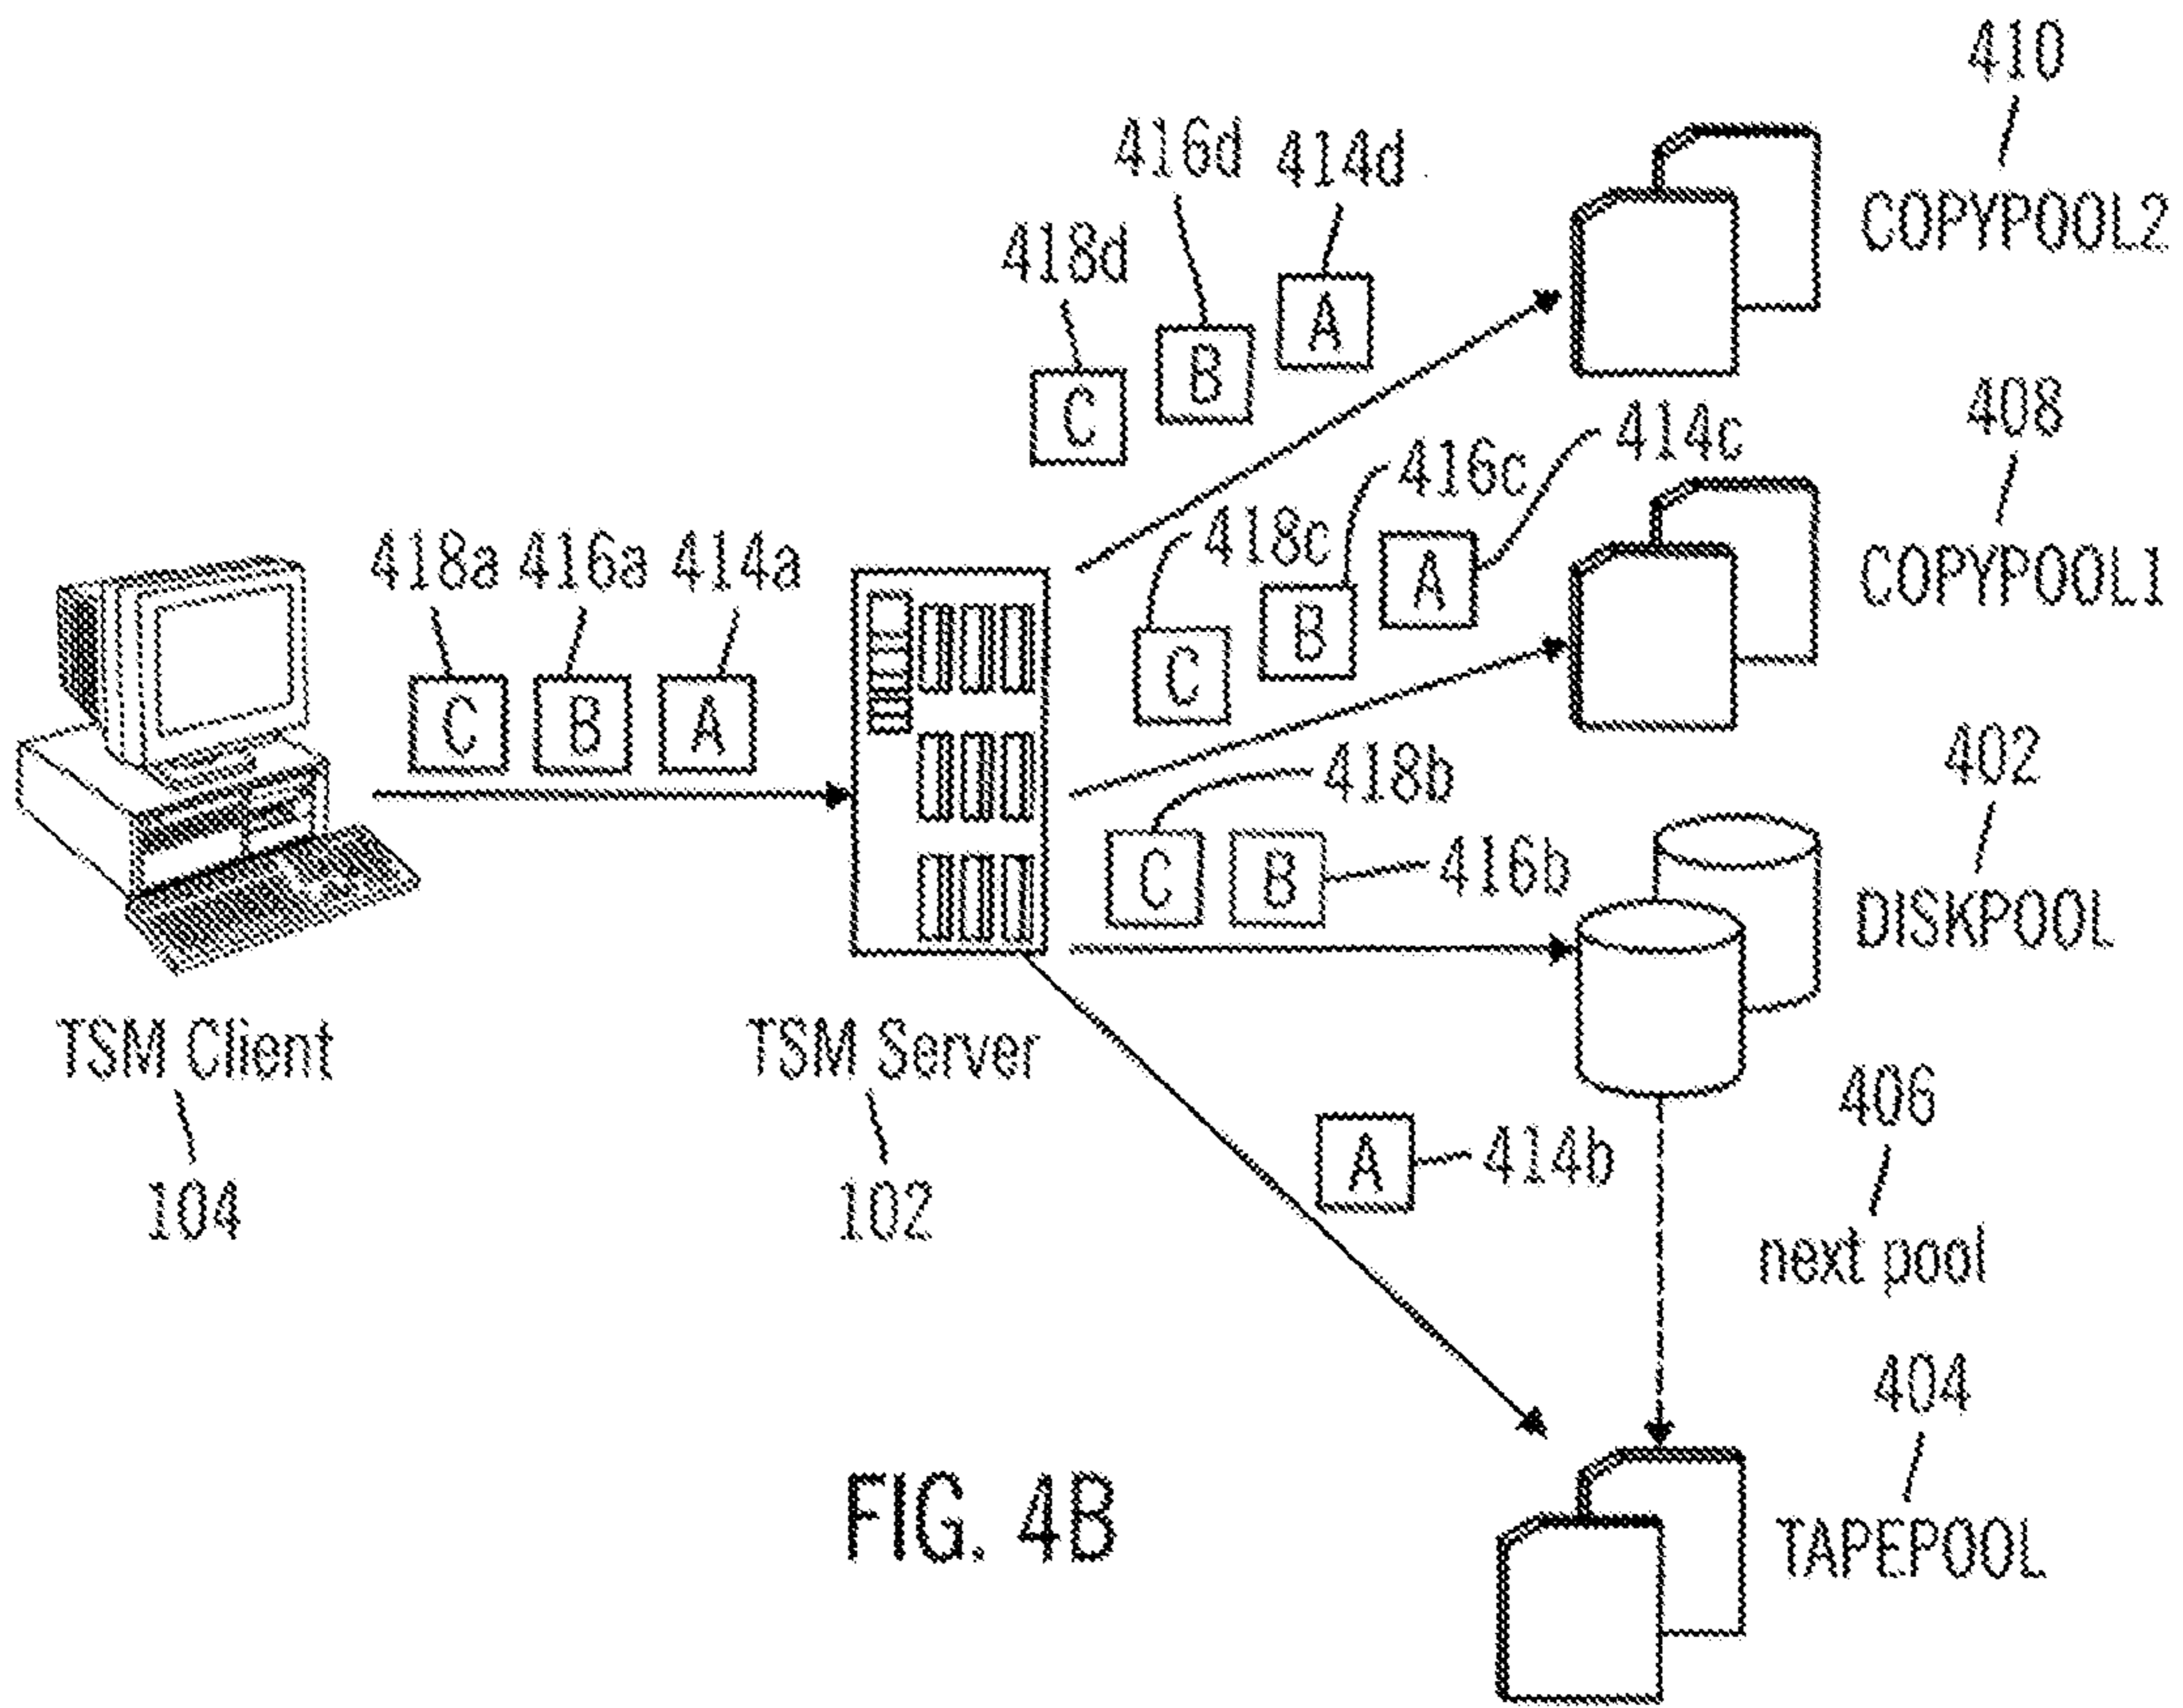 410
416d 414d
COPYPOOL2
418d
A
B
C
408
414c
416c
418c
A
COPYPOOL1
B
C
418a 416a 414a
C B A
402
418b
C B
416b
DISKPOOL
TSM Client
104
TSM Server
102
406
next pool
A
414b
404
TAPEPOOL
FIG. 4B